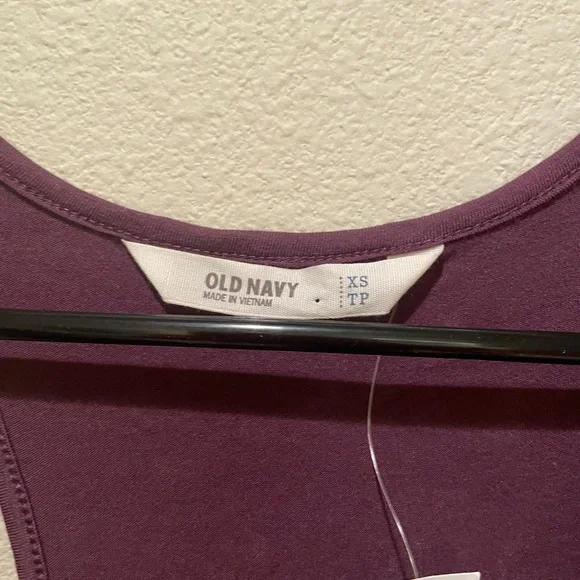 OLD NAVY
MADE IN VIETNAM
XS
TP